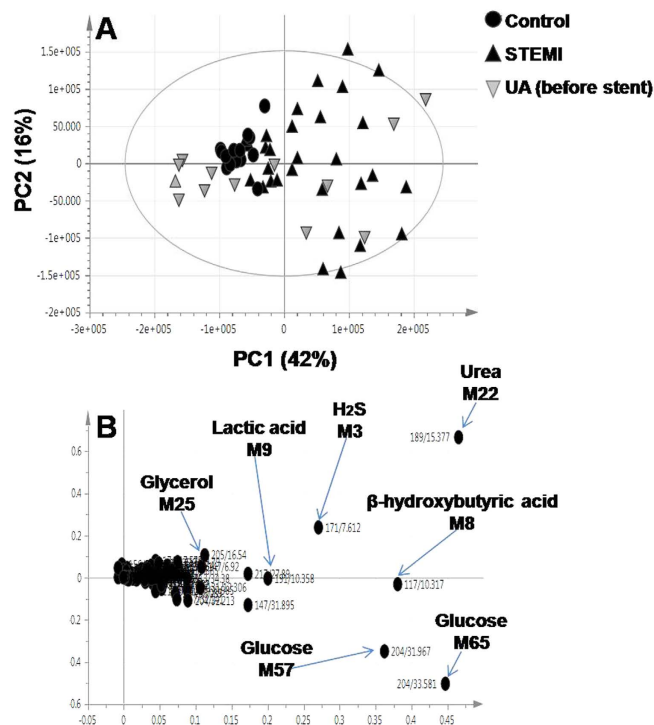 A
Control
STEMI
UA (before stent)
1.5e+005
1e+005
50.000
0
-50.000
-1e+005
-1.5e+005
-2e+005
PC2 (16%)
-3e+005 -2e+005 -1e+005 0 1e+005 2e+005
PC1 (42%)
B
Urea
M22
H2S
M3
Lactic acid
M9
β-hydroxybutyric acid
M8
Glycerol
M25
Glucose
M65
Glucose
M57
189/15.377
171/7.612
205/16.54
117/10.317
147/31.895
204/31.967
204/33.581
0.6
0.4
0.2
0
0.2
0.4
0.6
-0.05 0 0.05 0.1 0.15 0.2 0.25 0.3 0.35 0.4 0.45